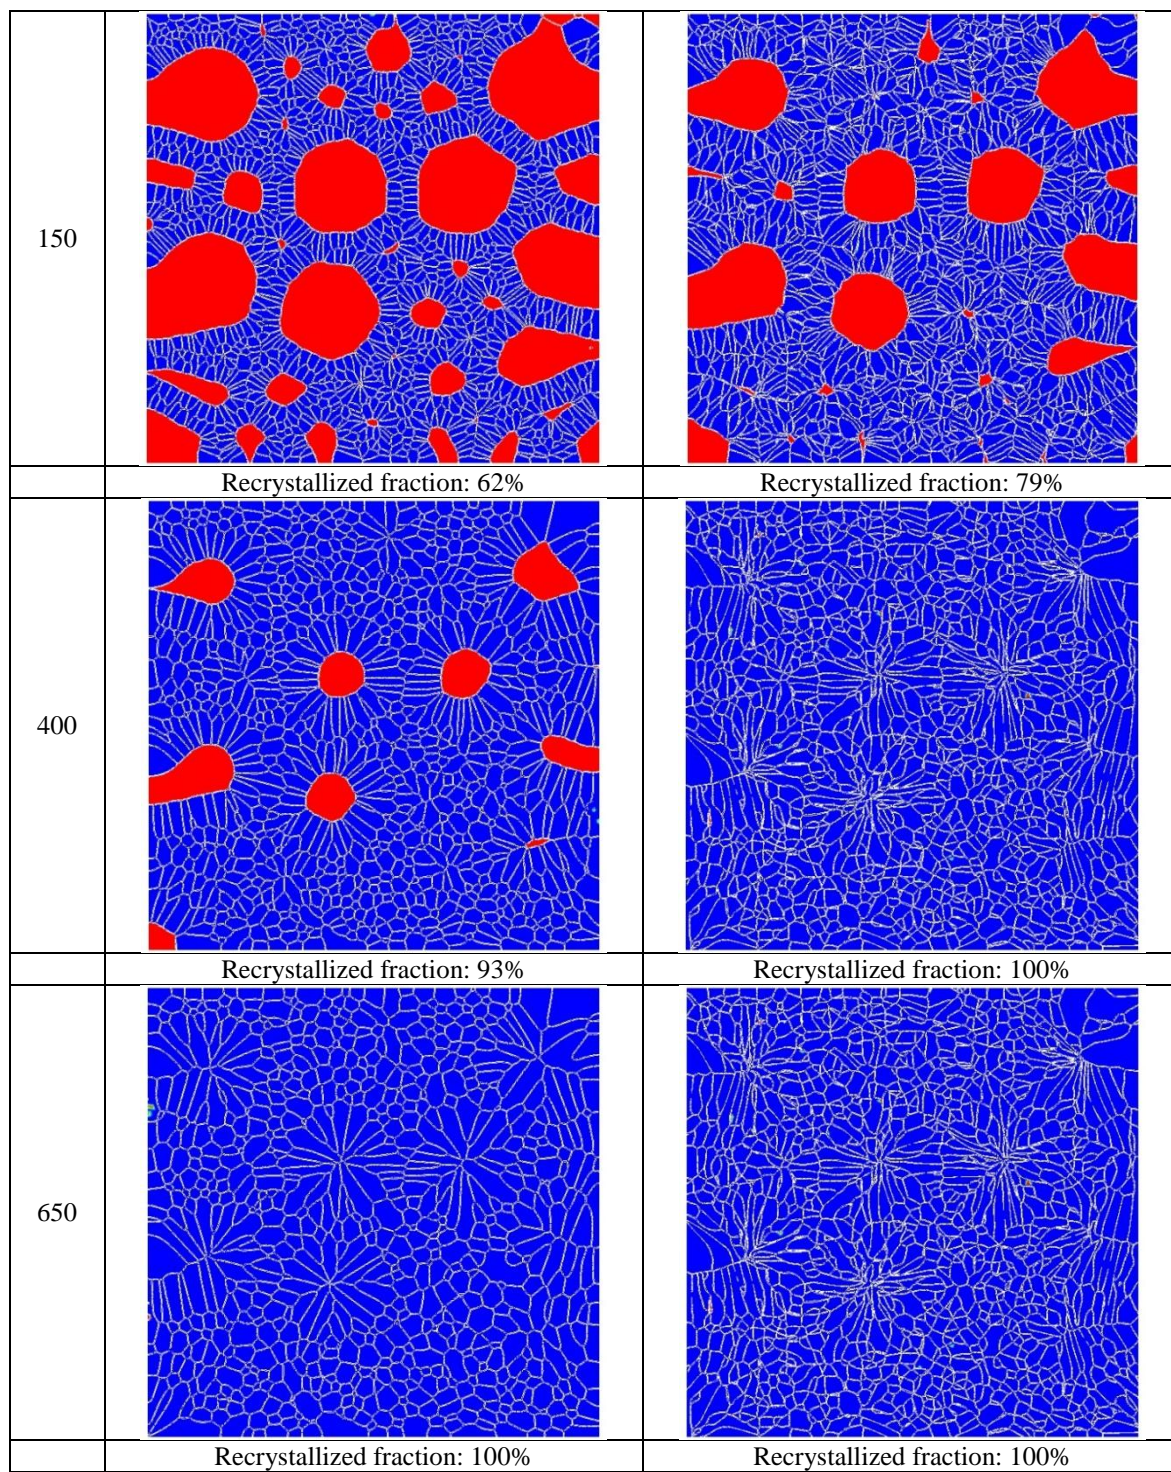 150
Recrystallized fraction: 62%
Recrystallized fraction: 79%
400
Recrystallized fraction: 93%
Recrystallized fraction: 100%
650
Recrystallized fraction: 100%
Recrystallized fraction: 100%